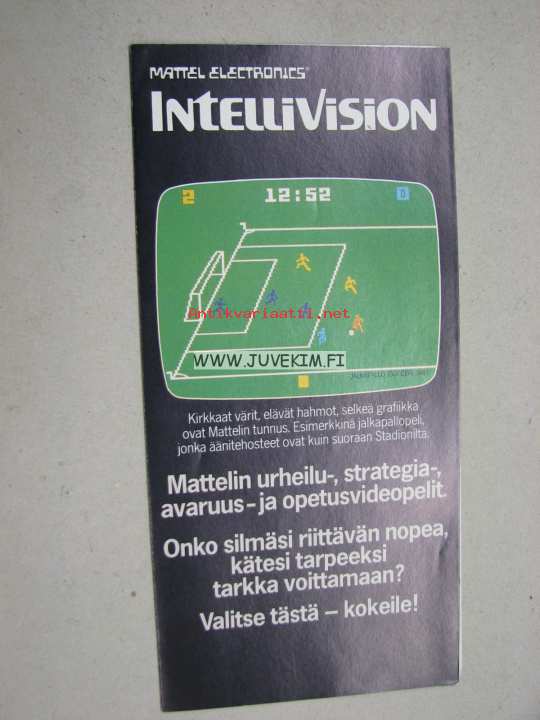 MATTEL ELECTRONICS®
INTELLIVISION
2 12:52 0
Antikvariaatti.net
WWW.JUVEKIM.FI
Kirkkaat värit, elävät hahmot, selkeä grafiikka
ovat Mattelin tunnus. Esimerkkinä jalkapallopeli,
jonka äänitehosteet ovat kuin suoraan Stadionilta.
Mattelin urheilu-, strategia-,
avaruus- ja opetusvideopelit.
Onko silmäsi riittävän nopea,
kätesi tarpeeksi
tarkka voittamaan?
Valitse tästä – kokeile!